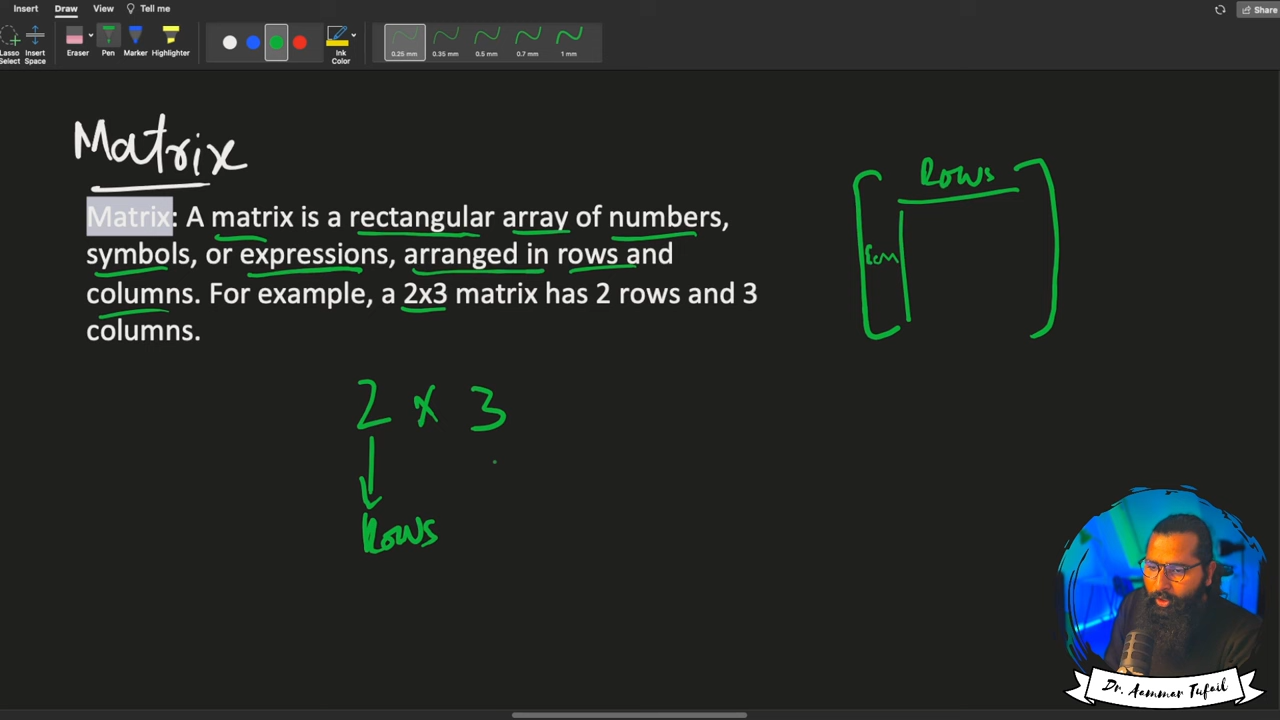 Insert Draw View Tell me
Share
Lasso Select
Insert Space
Eraser
Pen
Marker
Highlighter
Ink Color
0.25 mm
0.35 mm
0.5 mm
0.7 mm
1 mm
Matrix
Matrix: A matrix is a rectangular array of numbers,
symbols, or expressions, arranged in rows and
columns. For example, a 2x3 matrix has 2 rows and 3
columns.
Rows
2 x 3
Rows
Dr. Aammar Tufail